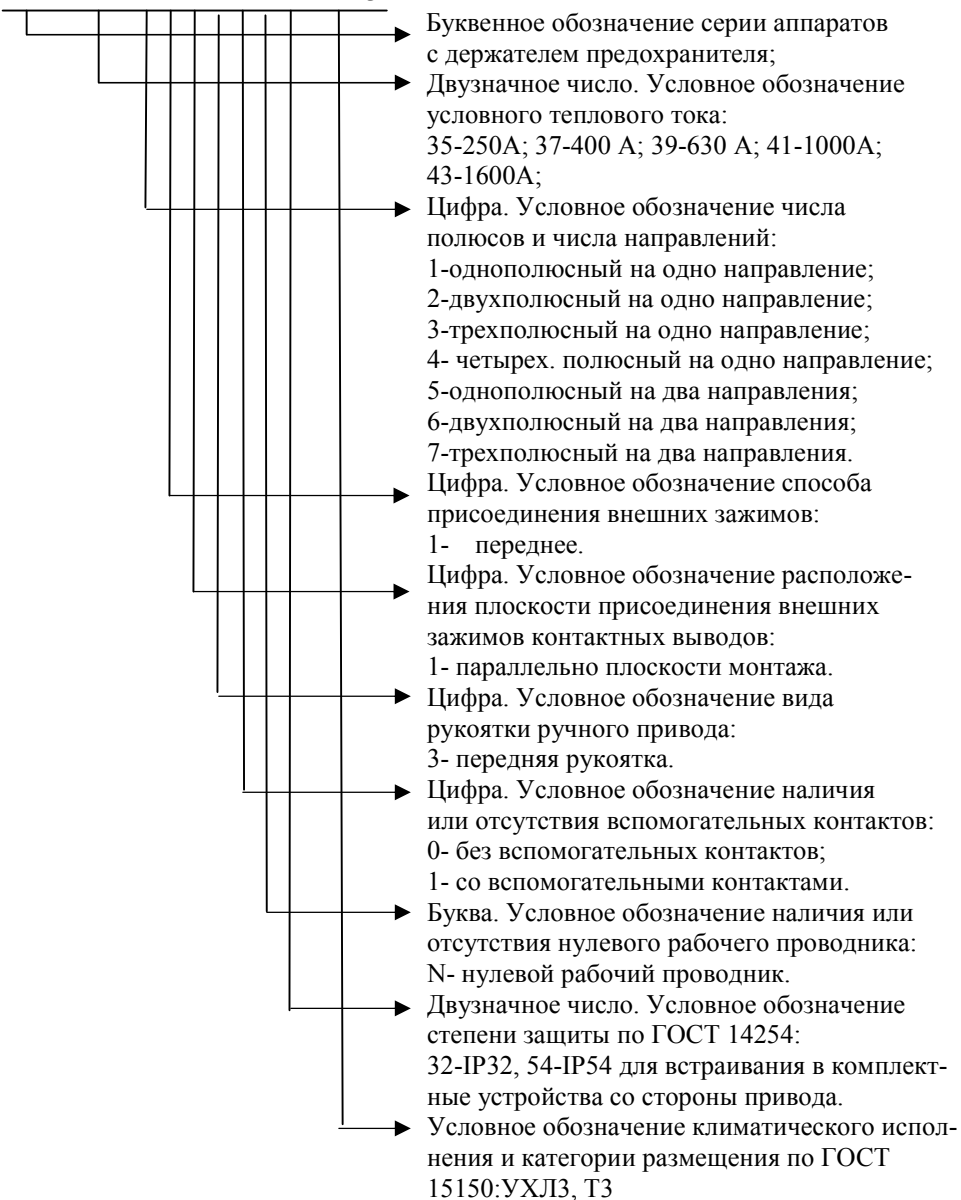 Буквенное обозначение серии аппаратов
с держателем предохранителя;
Двузначное число. Условное обозначение
условного теплового тока:
35-250А; 37-400 А; 39-630 А; 41-1000А;
43-1600А;
Цифра. Условное обозначение числа
полюсов и числа направлений:
1-однополюсный на одно направление;
2-двухполюсный на одно направление;
3-трехполюсный на одно направление;
4- четырех. полюсный на одно направление;
5-однополюсный на два направления;
6-двухполюсный на два направления;
7-трехполюсный на два направления.
Цифра. Условное обозначение способа
присоединения внешних зажимов:
1- переднее.
Цифра. Условное обозначение расположе-
ния плоскости присоединения внешних
зажимов контактных выводов:
1- параллельно плоскости монтажа.
Цифра. Условное обозначение вида
рукоятки ручного привода:
3- передняя рукоятка.
Цифра. Условное обозначение наличия
или отсутствия вспомогательных контактов:
0- без вспомогательных контактов;
1- со вспомогательными контактами.
Буква. Условное обозначение наличия или
отсутствия нулевого рабочего проводника:
N- нулевой рабочий проводник.
Двузначное число. Условное обозначение
степени защиты по ГОСТ 14254:
32-IP32, 54-IP54 для встраивания в комплект-
ные устройства со стороны привода.
Условное обозначение климатического испол-
нения и категории размещения по ГОСТ
15150:УХЛ3, Т3